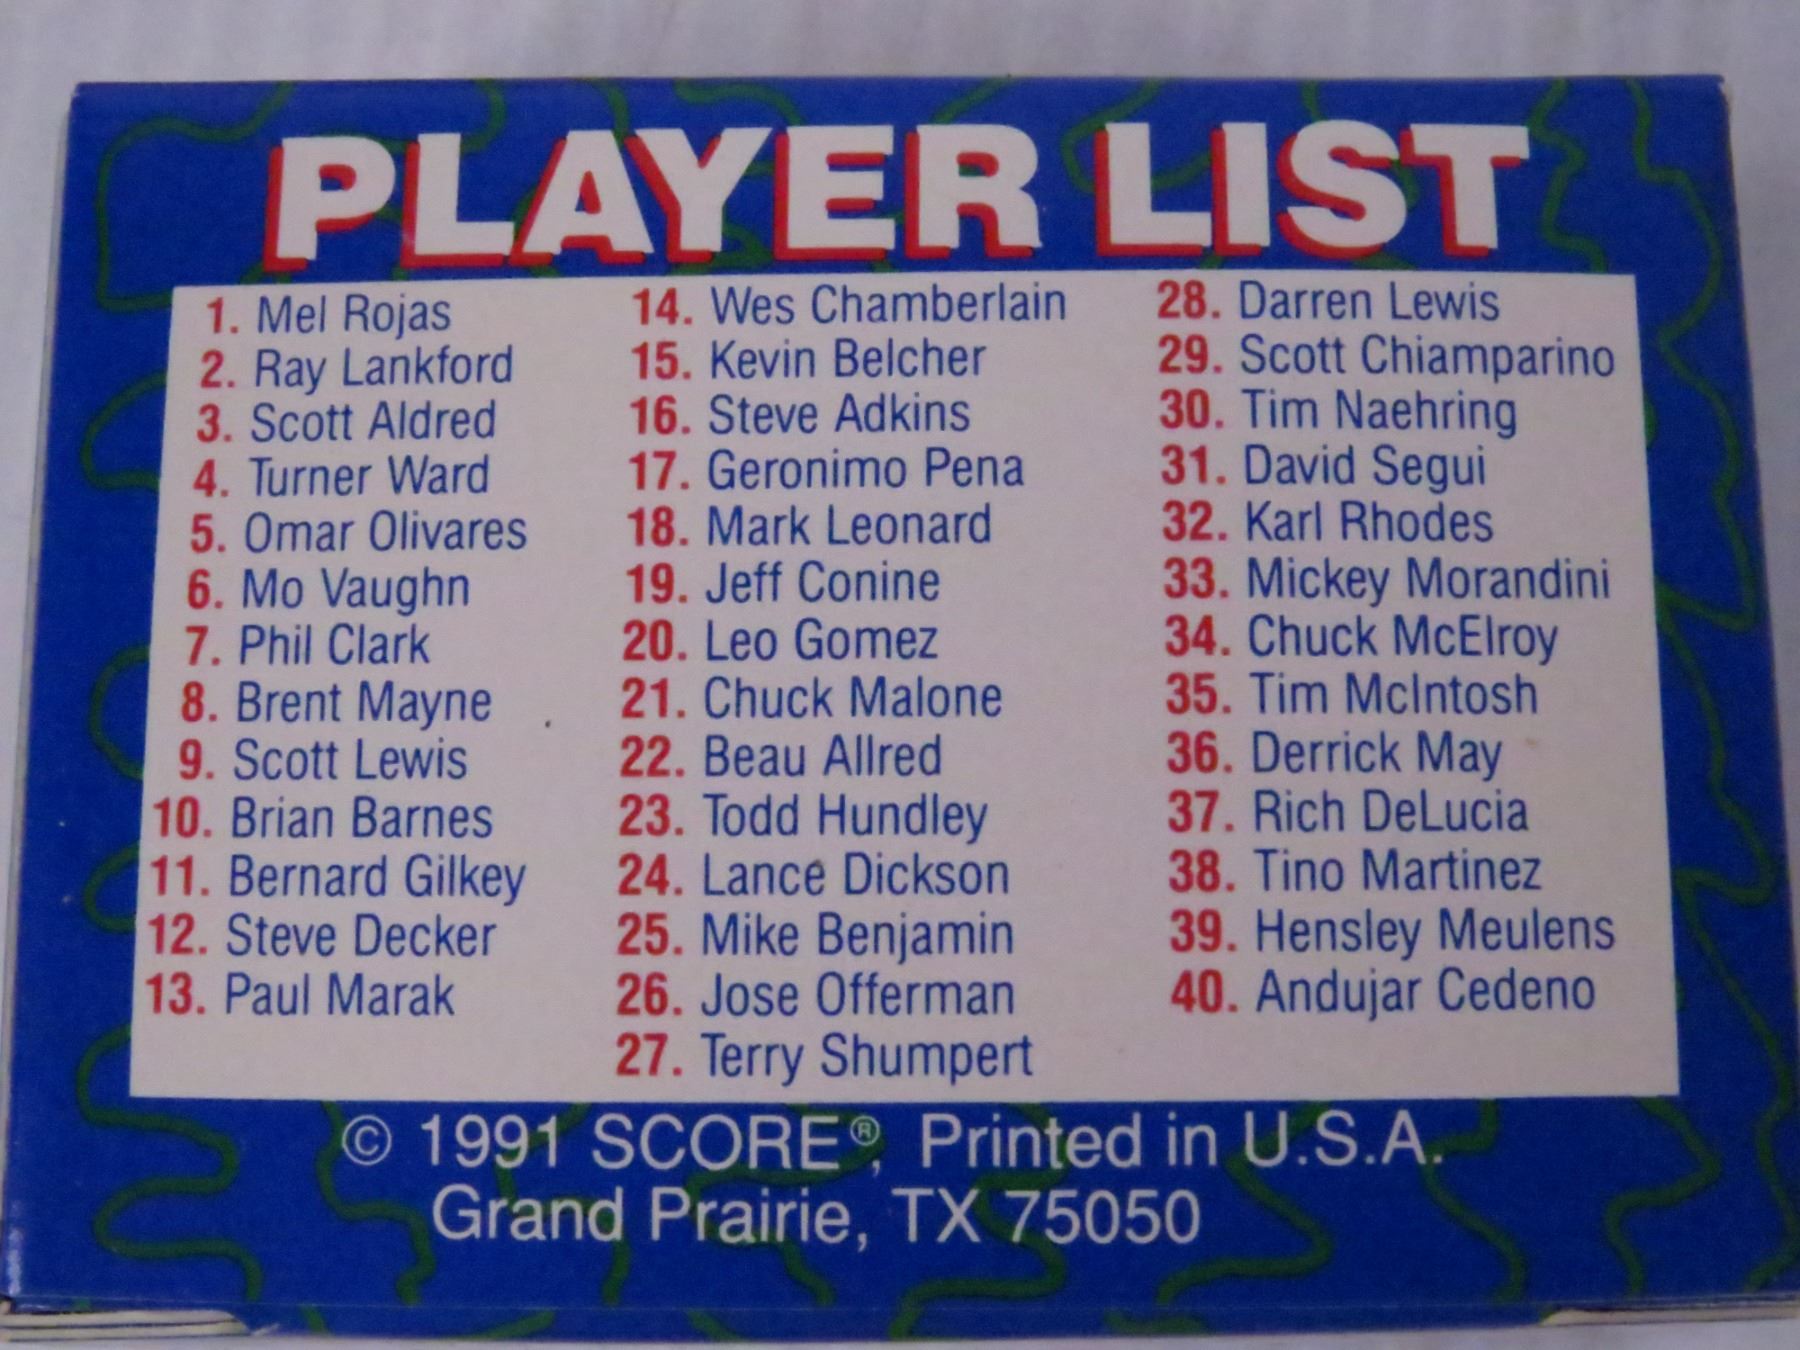 PLAYER LIST
1. Mel Rojas
2. Ray Lankford
3. Scott Aldred
4. Turner Ward
5. Omar Olivares
6. Mo Vaughn
7. Phil Clark
8. Brent Mayne
9. Scott Lewis
10. Brian Barnes
11. Bernard Gilkey
12. Steve Decker
13. Paul Marak
14. Wes Chamberlain
15. Kevin Belcher
16. Steve Adkins
17. Geronimo Pena
18. Mark Leonard
19. Jeff Conine
20. Leo Gomez
21. Chuck Malone
22. Beau Allred
23. Todd Hundley
24. Lance Dickson
25. Mike Benjamin
26. Jose Offerman
27. Terry Shumpert
28. Darren Lewis
29. Scott Chiamparino
30. Tim Naehring
31. David Segui
32. Karl Rhodes
33. Mickey Morandini
34. Chuck McElroy
35. Tim McIntosh
36. Derrick May
37. Rich DeLucia
38. Tino Martinez
39. Hensley Meulens
40. Andujar Cedeno
© 1991 SCORE®, Printed in U.S.A.
Grand Prairie, TX 75050